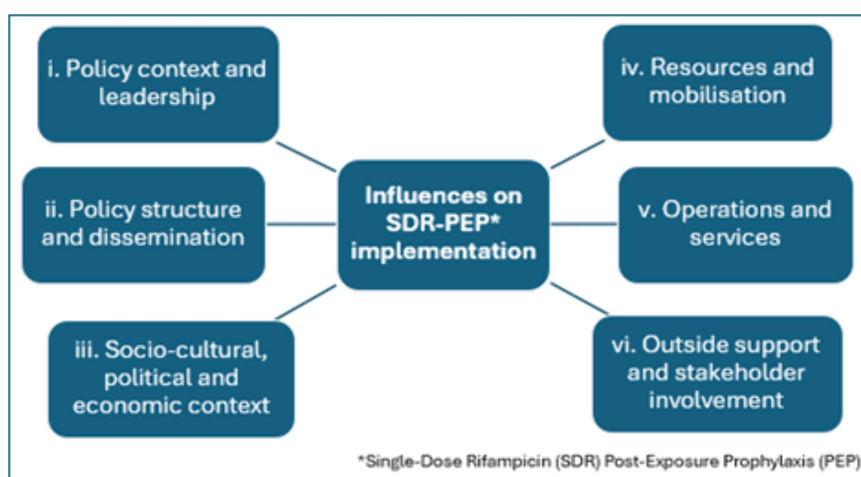 i. Policy context and
leadership
ii. Policy structure
and dissemination
iii. Socio-cultural,
political and
economic context
Influences on
SDR-PEP*
implementation
iv. Resources and
mobilisation
v. Operations and
services
vi. Outside support
and stakeholder
involvement
*Single-Dose Rifampicin (SDR) Post-Exposure Prophylaxis (PEP)